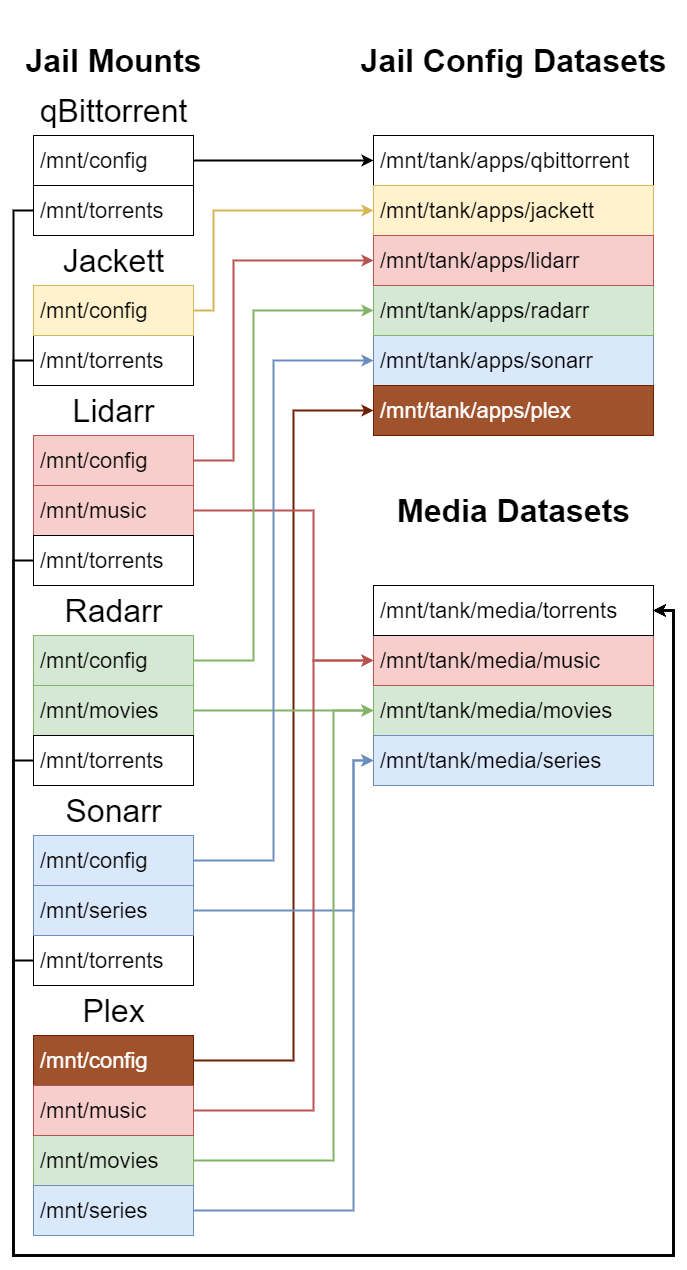 Jail Mounts
qBittorrent
/mnt/config
/mnt/torrents
Jackett
/mnt/config
/mnt/torrents
Lidarr
/mnt/config
/mnt/music
/mnt/torrents
Radarr
/mnt/config
/mnt/movies
/mnt/torrents
Sonarr
/mnt/config
/mnt/series
/mnt/torrents
Plex
/mnt/config
/mnt/music
/mnt/movies
/mnt/series
Jail Config Datasets
/mnt/tank/apps/qbittorrent
/mnt/tank/apps/jackett
/mnt/tank/apps/lidarr
/mnt/tank/apps/radarr
/mnt/tank/apps/sonarr
/mnt/tank/apps/plex
Media Datasets
/mnt/tank/media/torrents
/mnt/tank/media/music
/mnt/tank/media/movies
/mnt/tank/media/series